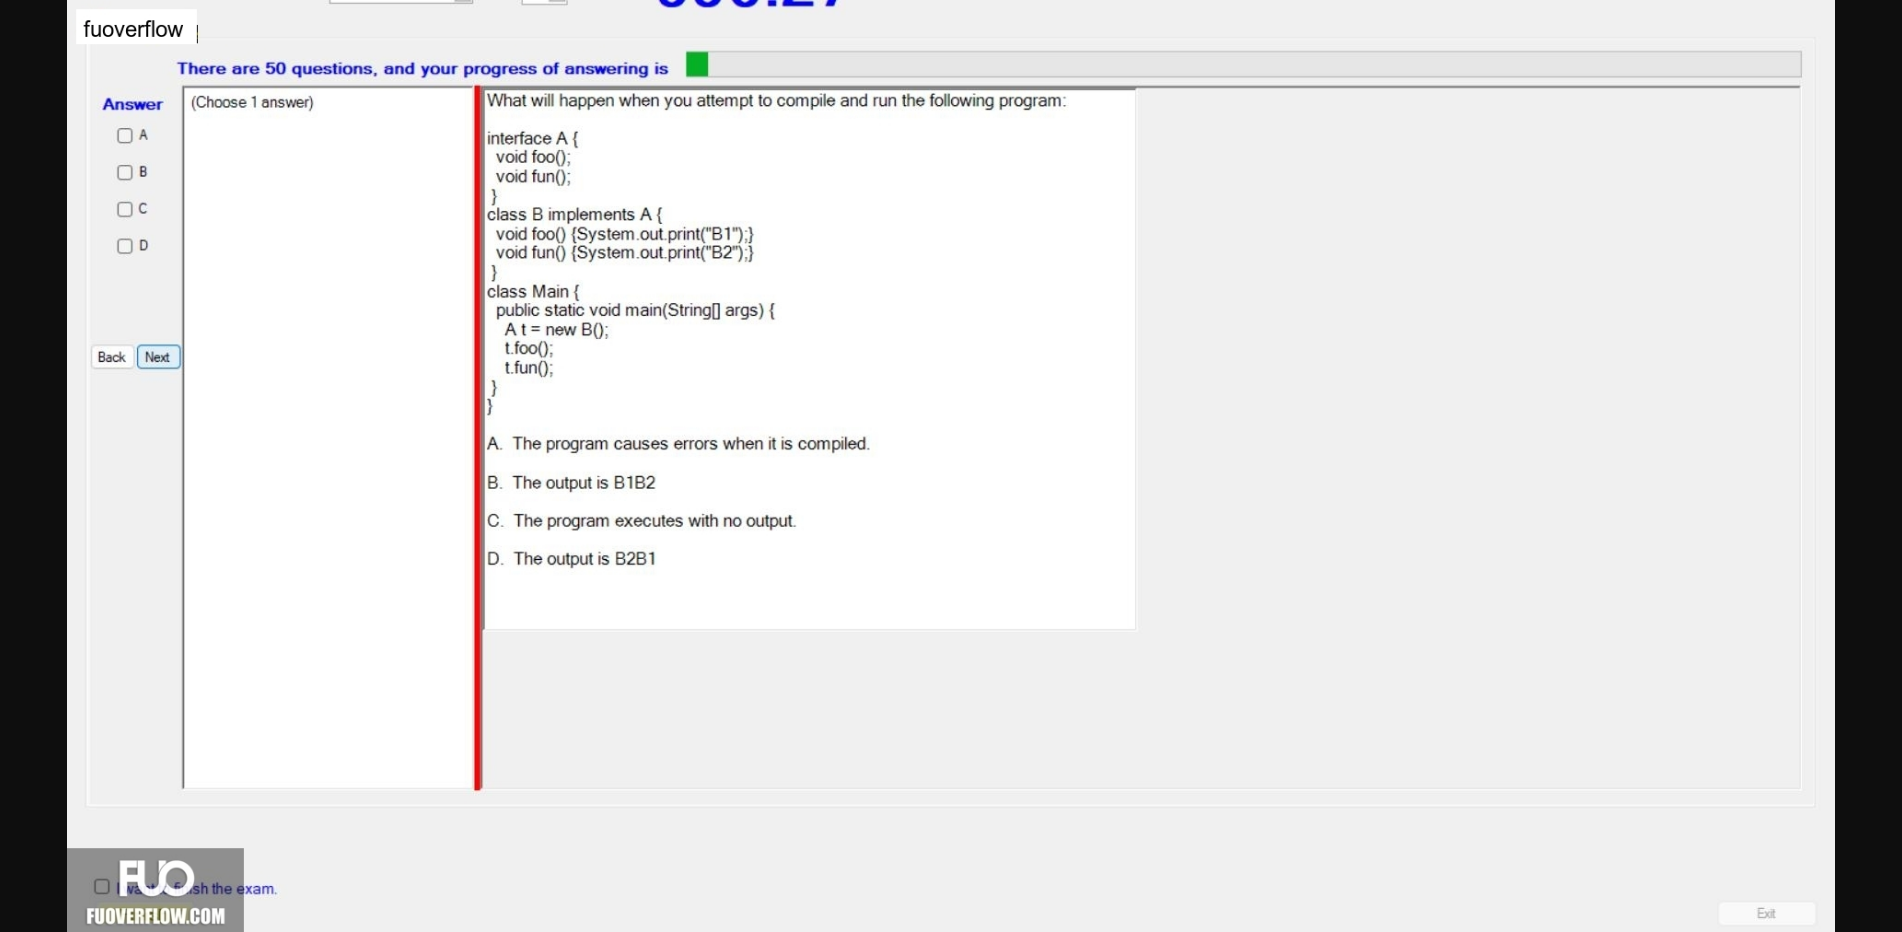 fuoverflow
There are 50 questions, and your progress of answering is
Answer
(Choose 1 answer)
A
B
C
D
Back
Next
What will happen when you attempt to compile and run the following program:
interface A {
void foo();
void fun();
}
class B implements A {
void foo() {System.out.print("B1");}
void fun() {System.out.print("B2");}
}
class Main {
public static void main(String[] args) {
A t = new B();
t.foo();
t.fun();
}
}
A. The program causes errors when it is compiled.
B. The output is B1B2
C. The program executes with no output.
D. The output is B2B1
FUO
the exam.
FUOVERFLOW.COM
Exit